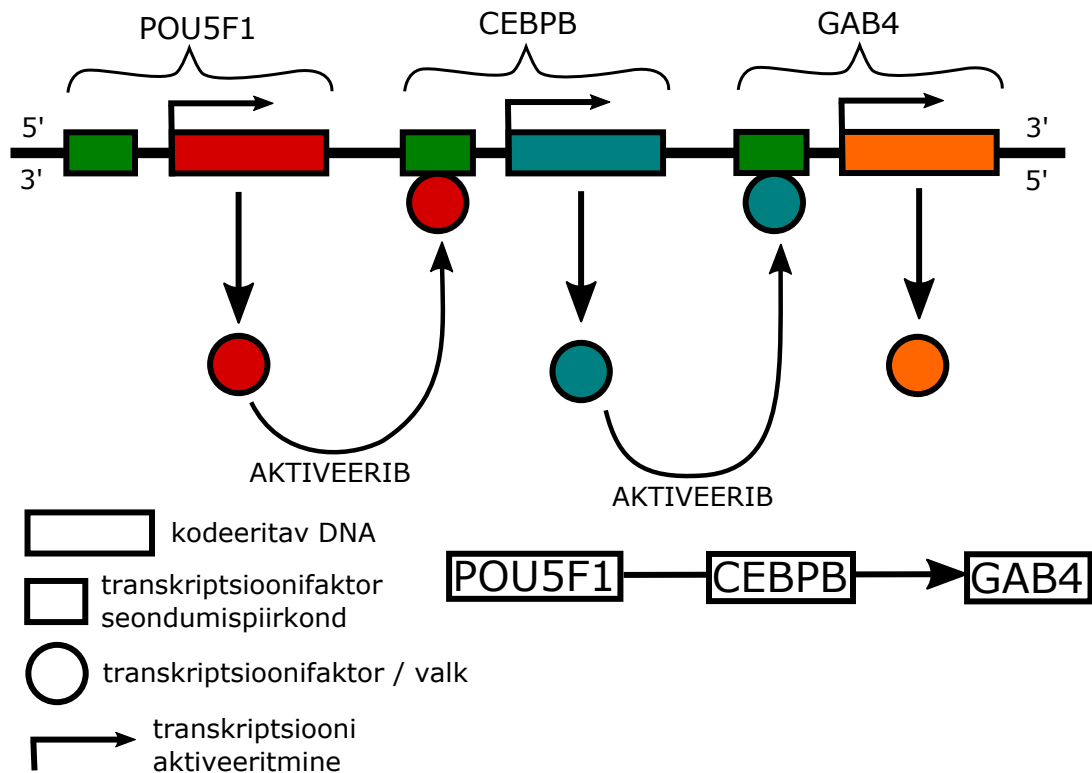 POU5F1
CEBPB
GAB4
5'
3'
3'
5'
AKTIVEERIB
AKTIVEERIB
kodeeritav DNA
transkriptsioonifaktor
seondumispiirkond
transkriptsioonifaktor / valk
transkriptsiooni
aktiveeritmine
POU5F1
CEBPB
GAB4